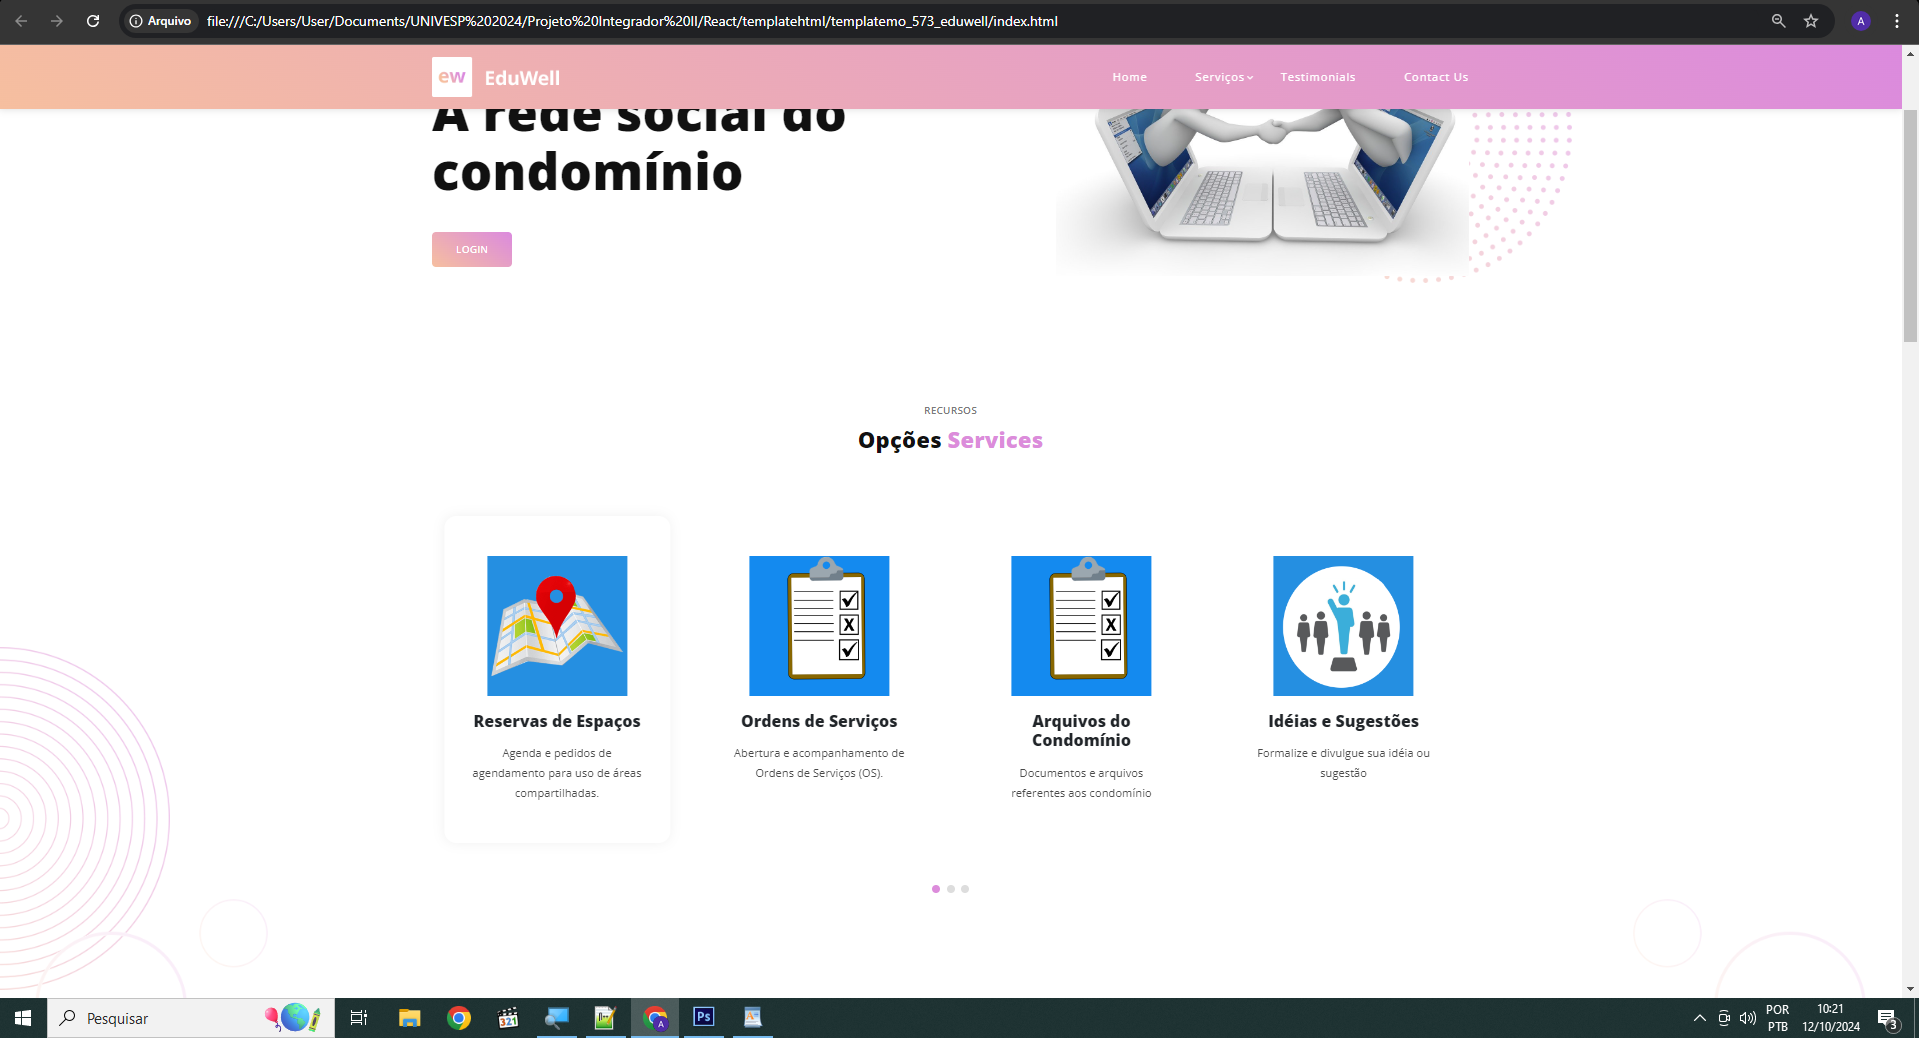 Arquivo
file:///C:/Users/User/Documents/UNIVESP%202024/Projeto%20Integrador%20II/React/templatehtml/templatemo_573_eduwell/index.html
A
ew EduWell
Home Serviços Testimonials Contact Us
A rede social do
condomínio
LOGIN
RECURSOS
Opções Services
Reservas de Espaços
Agenda e pedidos de
agendamento para uso de áreas
compartilhadas.
Ordens de Serviços
Abertura e acompanhamento de
Ordens de Serviços (OS).
Arquivos do
Condomínio
Documentos e arquivos
referentes aos condomínio
Idéias e Sugestões
Formalize e divulgue sua idéia ou
sugestão
Pesquisar
321
A
Ps
POR
PTB
10:21
12/10/2024
3